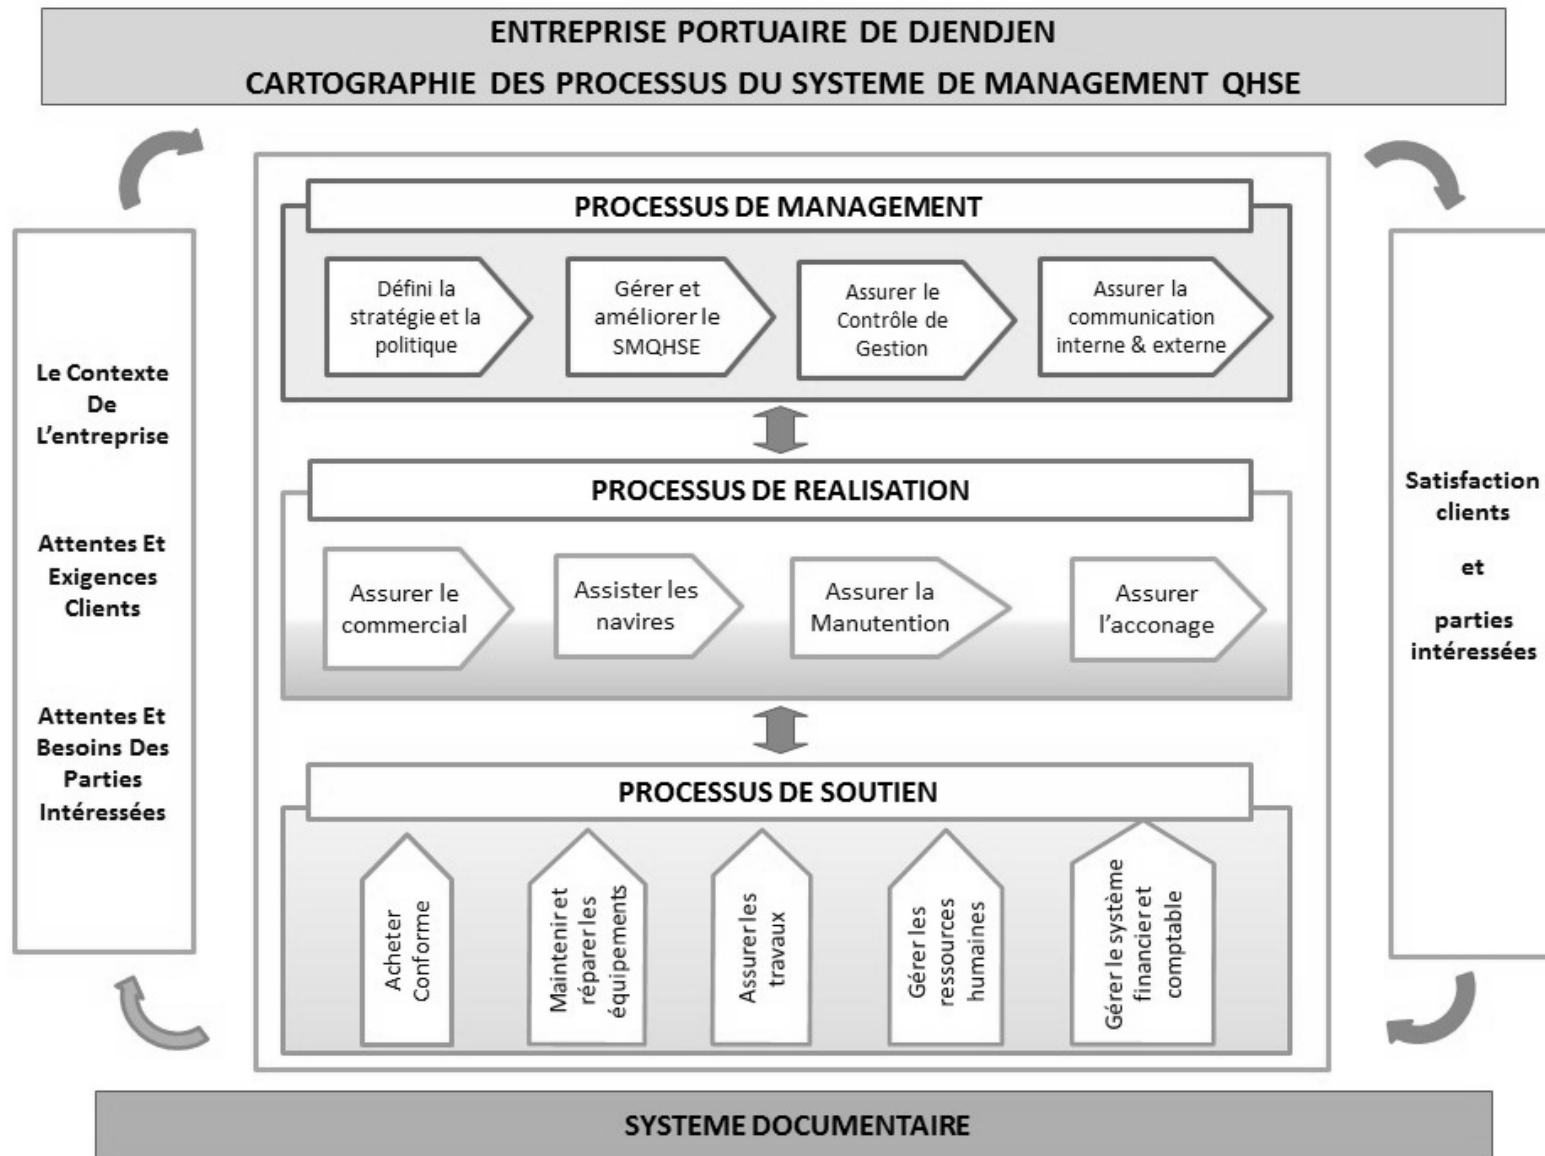 ENTREPRISE PORTUAIRE DE DJENDJEN
CARTOGRAPHIE DES PROCESSUS DU SYSTEME DE MANAGEMENT QHSE
Le Contexte
De
L'entreprise
Attentes Et
Exigences
Clients
Attentes Et
Besoins Des
Parties
Intéressées
PROCESSUS DE MANAGEMENT
Défini la
stratégie et la
politique
Gérer et
améliorer le
SMQHSE
Assurer le
Contrôle de
Gestion
Assurer la
communication
interne & externe
PROCESSUS DE REALISATION
Assurer le
commercial
Assister les
navires
Assurer la
Manutention
Assurer
l'acconage
PROCESSUS DE SOUTIEN
Acheter
Conforme
Maintenir et
réparer les
équipements
Assurer les
travaux
Gérer les
ressources
humaines
Gérer le système
financier et
comptable
Satisfaction
clients
et
parties
intéressées
SYSTEME DOCUMENTAIRE